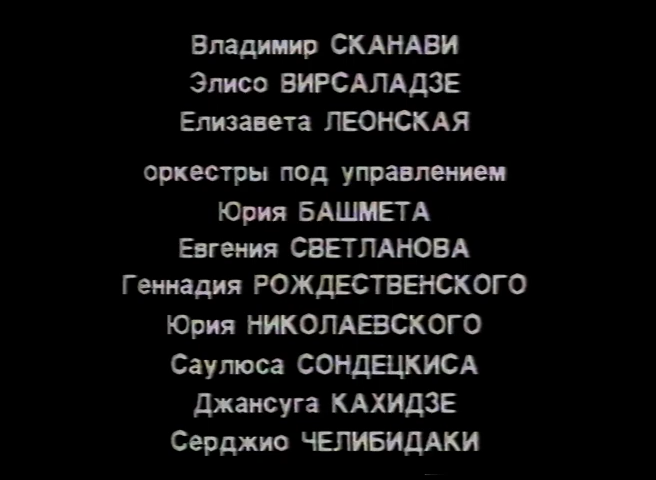 Владимир СКАНАВИ
Элисо ВИРСАЛАДЗЕ
Елизавета ЛЕОНСКАЯ
оркестры под управлением
Юрия БАШМЕТА
Евгения СВЕТЛАНОВА
Геннадия РОЖДЕСТВЕНСКОГО
Юрия НИКОЛАЕВСКОГО
Саулюса СОНДЕЦКИСА
Джансуга КАХИДЗЕ
Серджио ЧЕЛИБИДАКИ